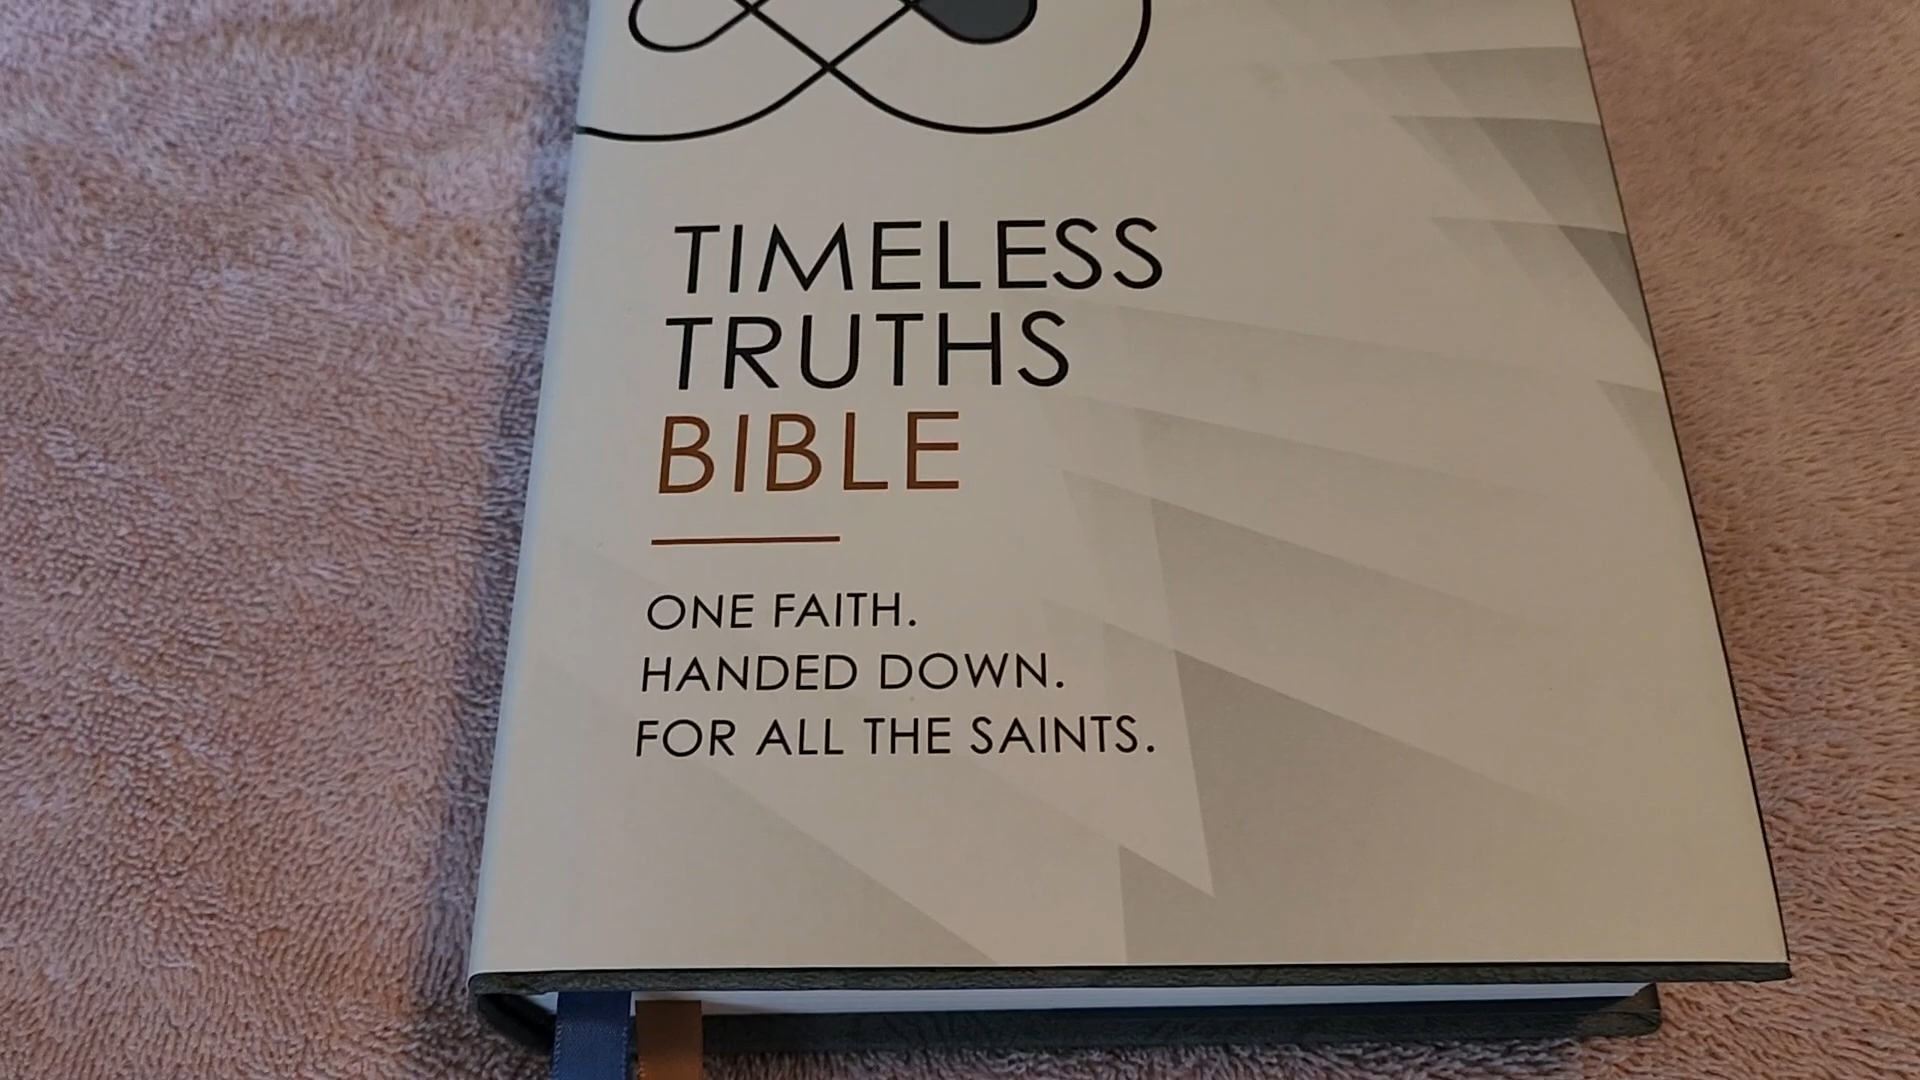 TIMELESS
TRUTHS
BIBLE
ONE FAITH.
HANDED DOWN.
FOR ALL THE SAINTS.